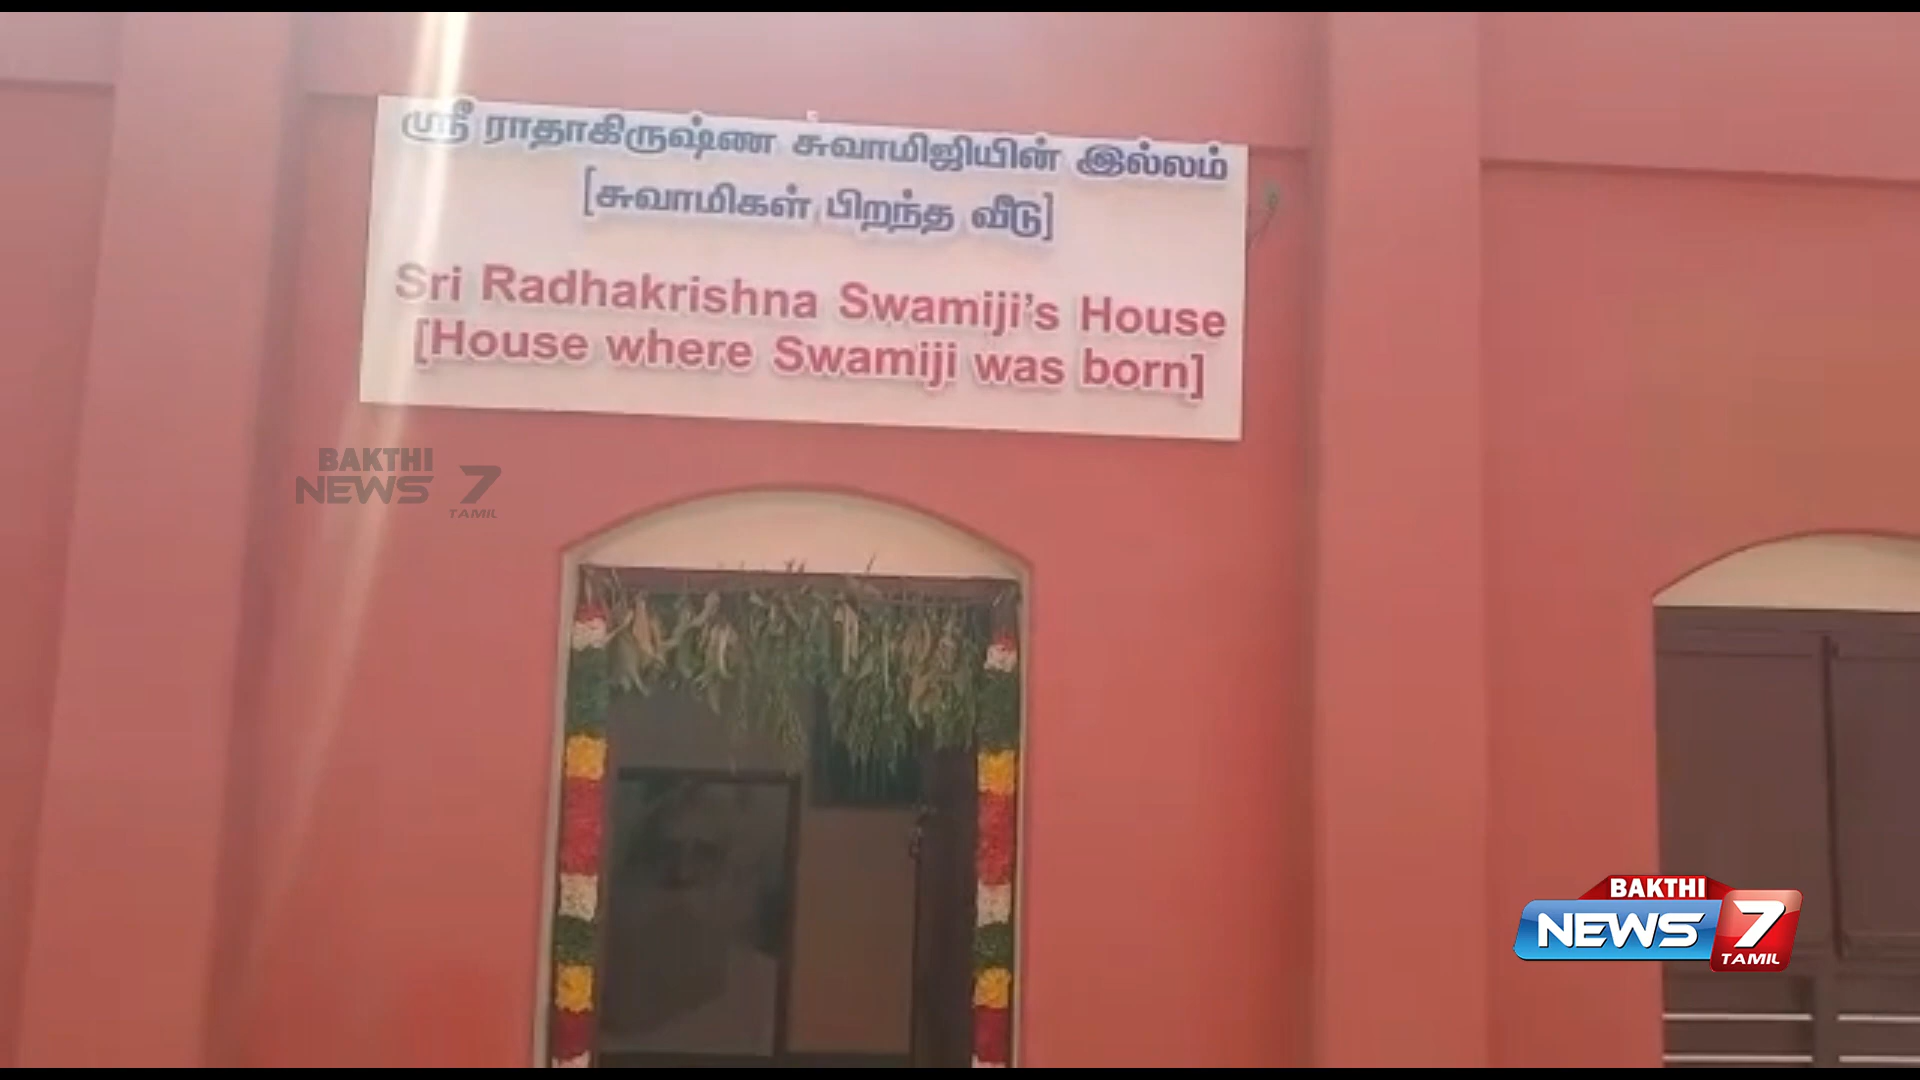 ஸ்ரீ ராதாகிருஷ்ண சுவாமிஜியின் இல்லம்
[சுவாமிகள் பிறந்த வீடு]
Sri Radhakrishna Swamiji's House
[House where Swamiji was born]
BAKTHI
NEWS 7
TAMIL
BAKTHI
NEWS 7
TAMIL